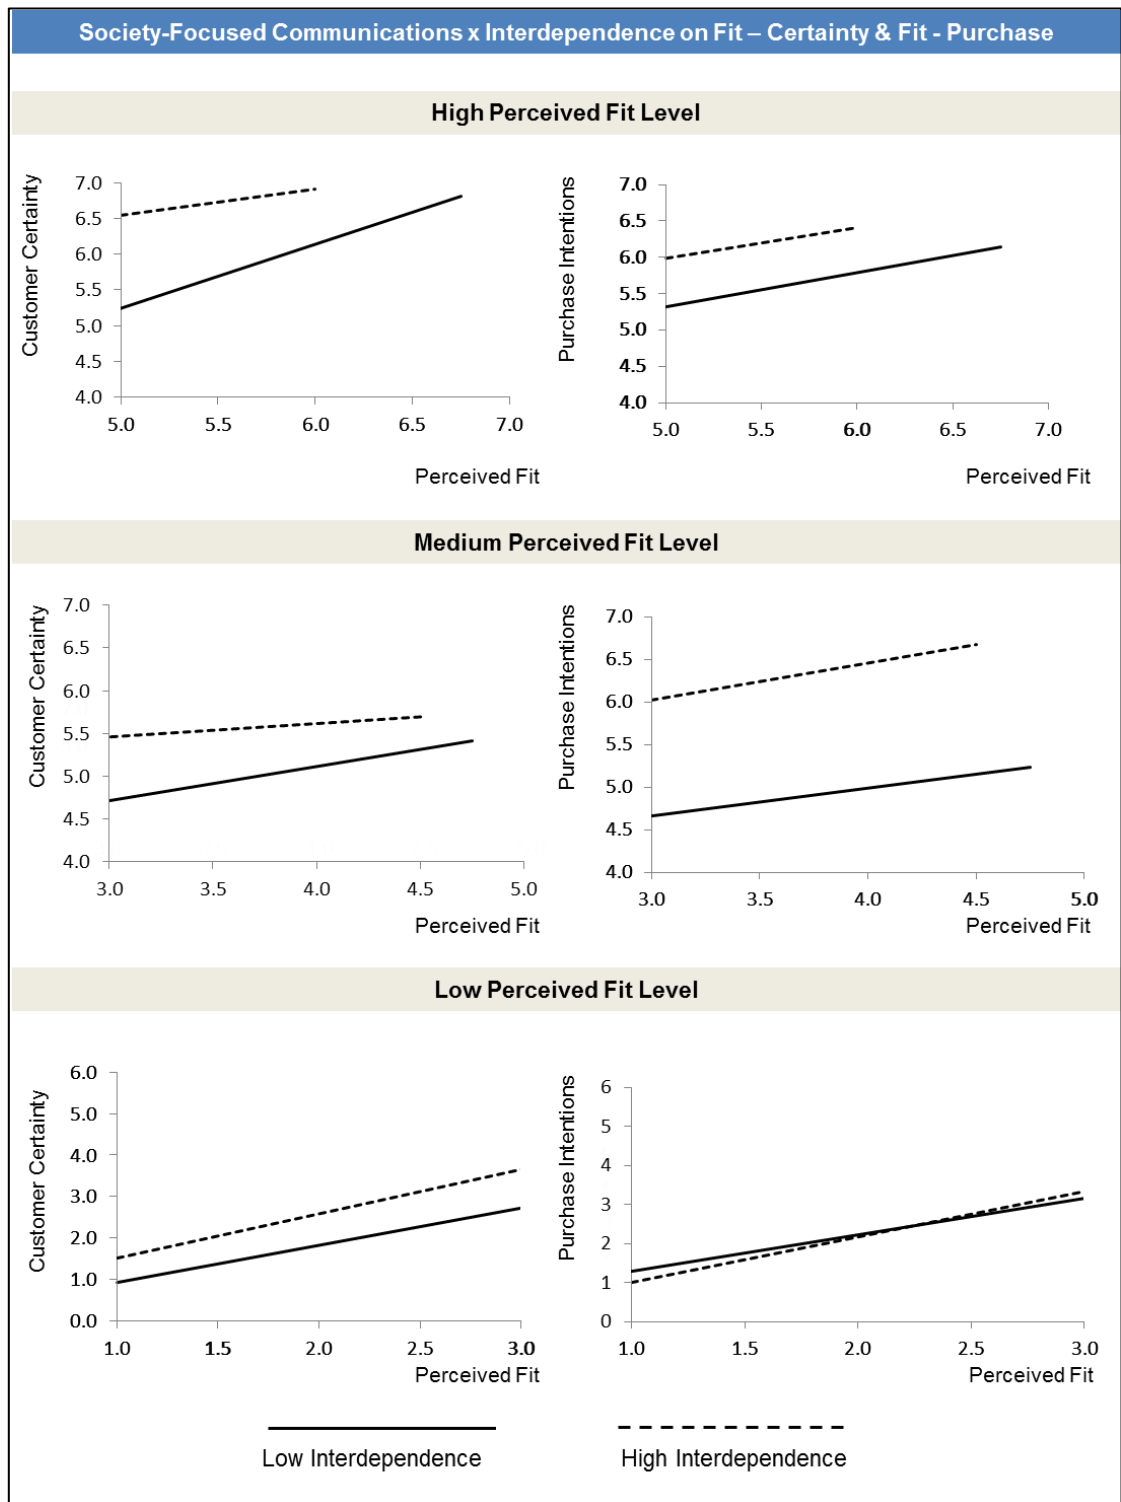 Society-Focused Communications x Interdependence on Fit – Certainty & Fit - Purchase
High Perceived Fit Level
Customer Certainty
7.0
6.5
6.0
5.5
5.0
4.5
4.0
5.0 5.5 6.0 6.5 7.0
Perceived Fit
Purchase Intentions
7.0
6.5
6.0
5.5
5.0
4.5
4.0
5.0 5.5 6.0 6.5 7.0
Perceived Fit
Medium Perceived Fit Level
Customer Certainty
7.0
6.5
6.0
5.5
5.0
4.5
4.0
3.0 3.5 4.0 4.5 5.0
Perceived Fit
Purchase Intentions
7.0
6.5
6.0
5.5
5.0
4.5
4.0
3.0 3.5 4.0 4.5 5.0
Perceived Fit
Low Perceived Fit Level
Customer Certainty
6.0
5.0
4.0
3.0
2.0
1.0
0.0
1.0 1.5 2.0 2.5 3.0
Perceived Fit
Purchase Intentions
6
5
4
3
2
1
0
1.0 1.5 2.0 2.5 3.0
Perceived Fit
Low Interdependence
High Interdependence